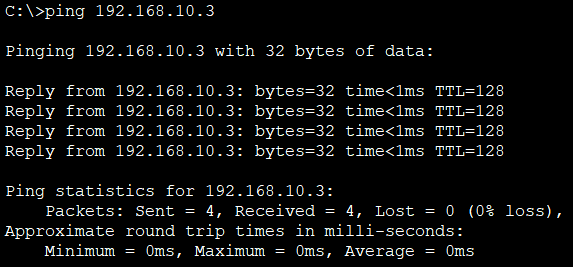 C:\>ping 192.168.10.3
Pinging 192.168.10.3 with 32 bytes of data:
Reply from 192.168.10.3: bytes=32 time<1ms TTL=128
Reply from 192.168.10.3: bytes=32 time<1ms TTL=128
Reply from 192.168.10.3: bytes=32 time<1ms TTL=128
Reply from 192.168.10.3: bytes=32 time<1ms TTL=128
Ping statistics for 192.168.10.3:
Packets: Sent = 4, Received = 4, Lost = 0 (0% loss),
Approximate round trip times in milli-seconds:
Minimum = 0ms, Maximum = 0ms, Average = 0ms